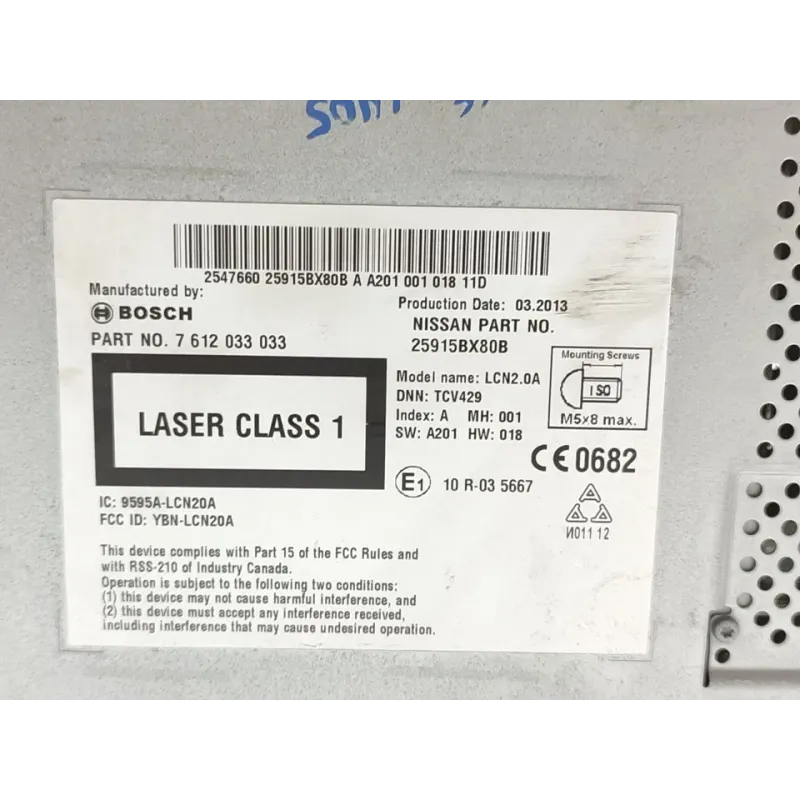 2547660 25915BX80B A A201 001 018 11D
Manufactured by:
BOSCH
PART NO. 7 612 033 033
Production Date: 03.2013
NISSAN PART NO.
25915BX80B
LASER CLASS 1
Model name: LCN2.0A
DNN: TCV429
Index: A MH: 001
SW: A201 HW: 018
Mounting Screws
ISO
M5x8 max.
CE 0682
E1 10 R-03 5667
И011 12
IC: 9595A-LCN20A
FCC ID: YBN-LCN20A
This device complies with Part 15 of the FCC Rules and
with RSS-210 of Industry Canada.
Operation is subject to the following two conditions:
(1) this device may not cause harmful interference, and
(2) this device must accept any interference received,
including interference that may cause undesired operation.